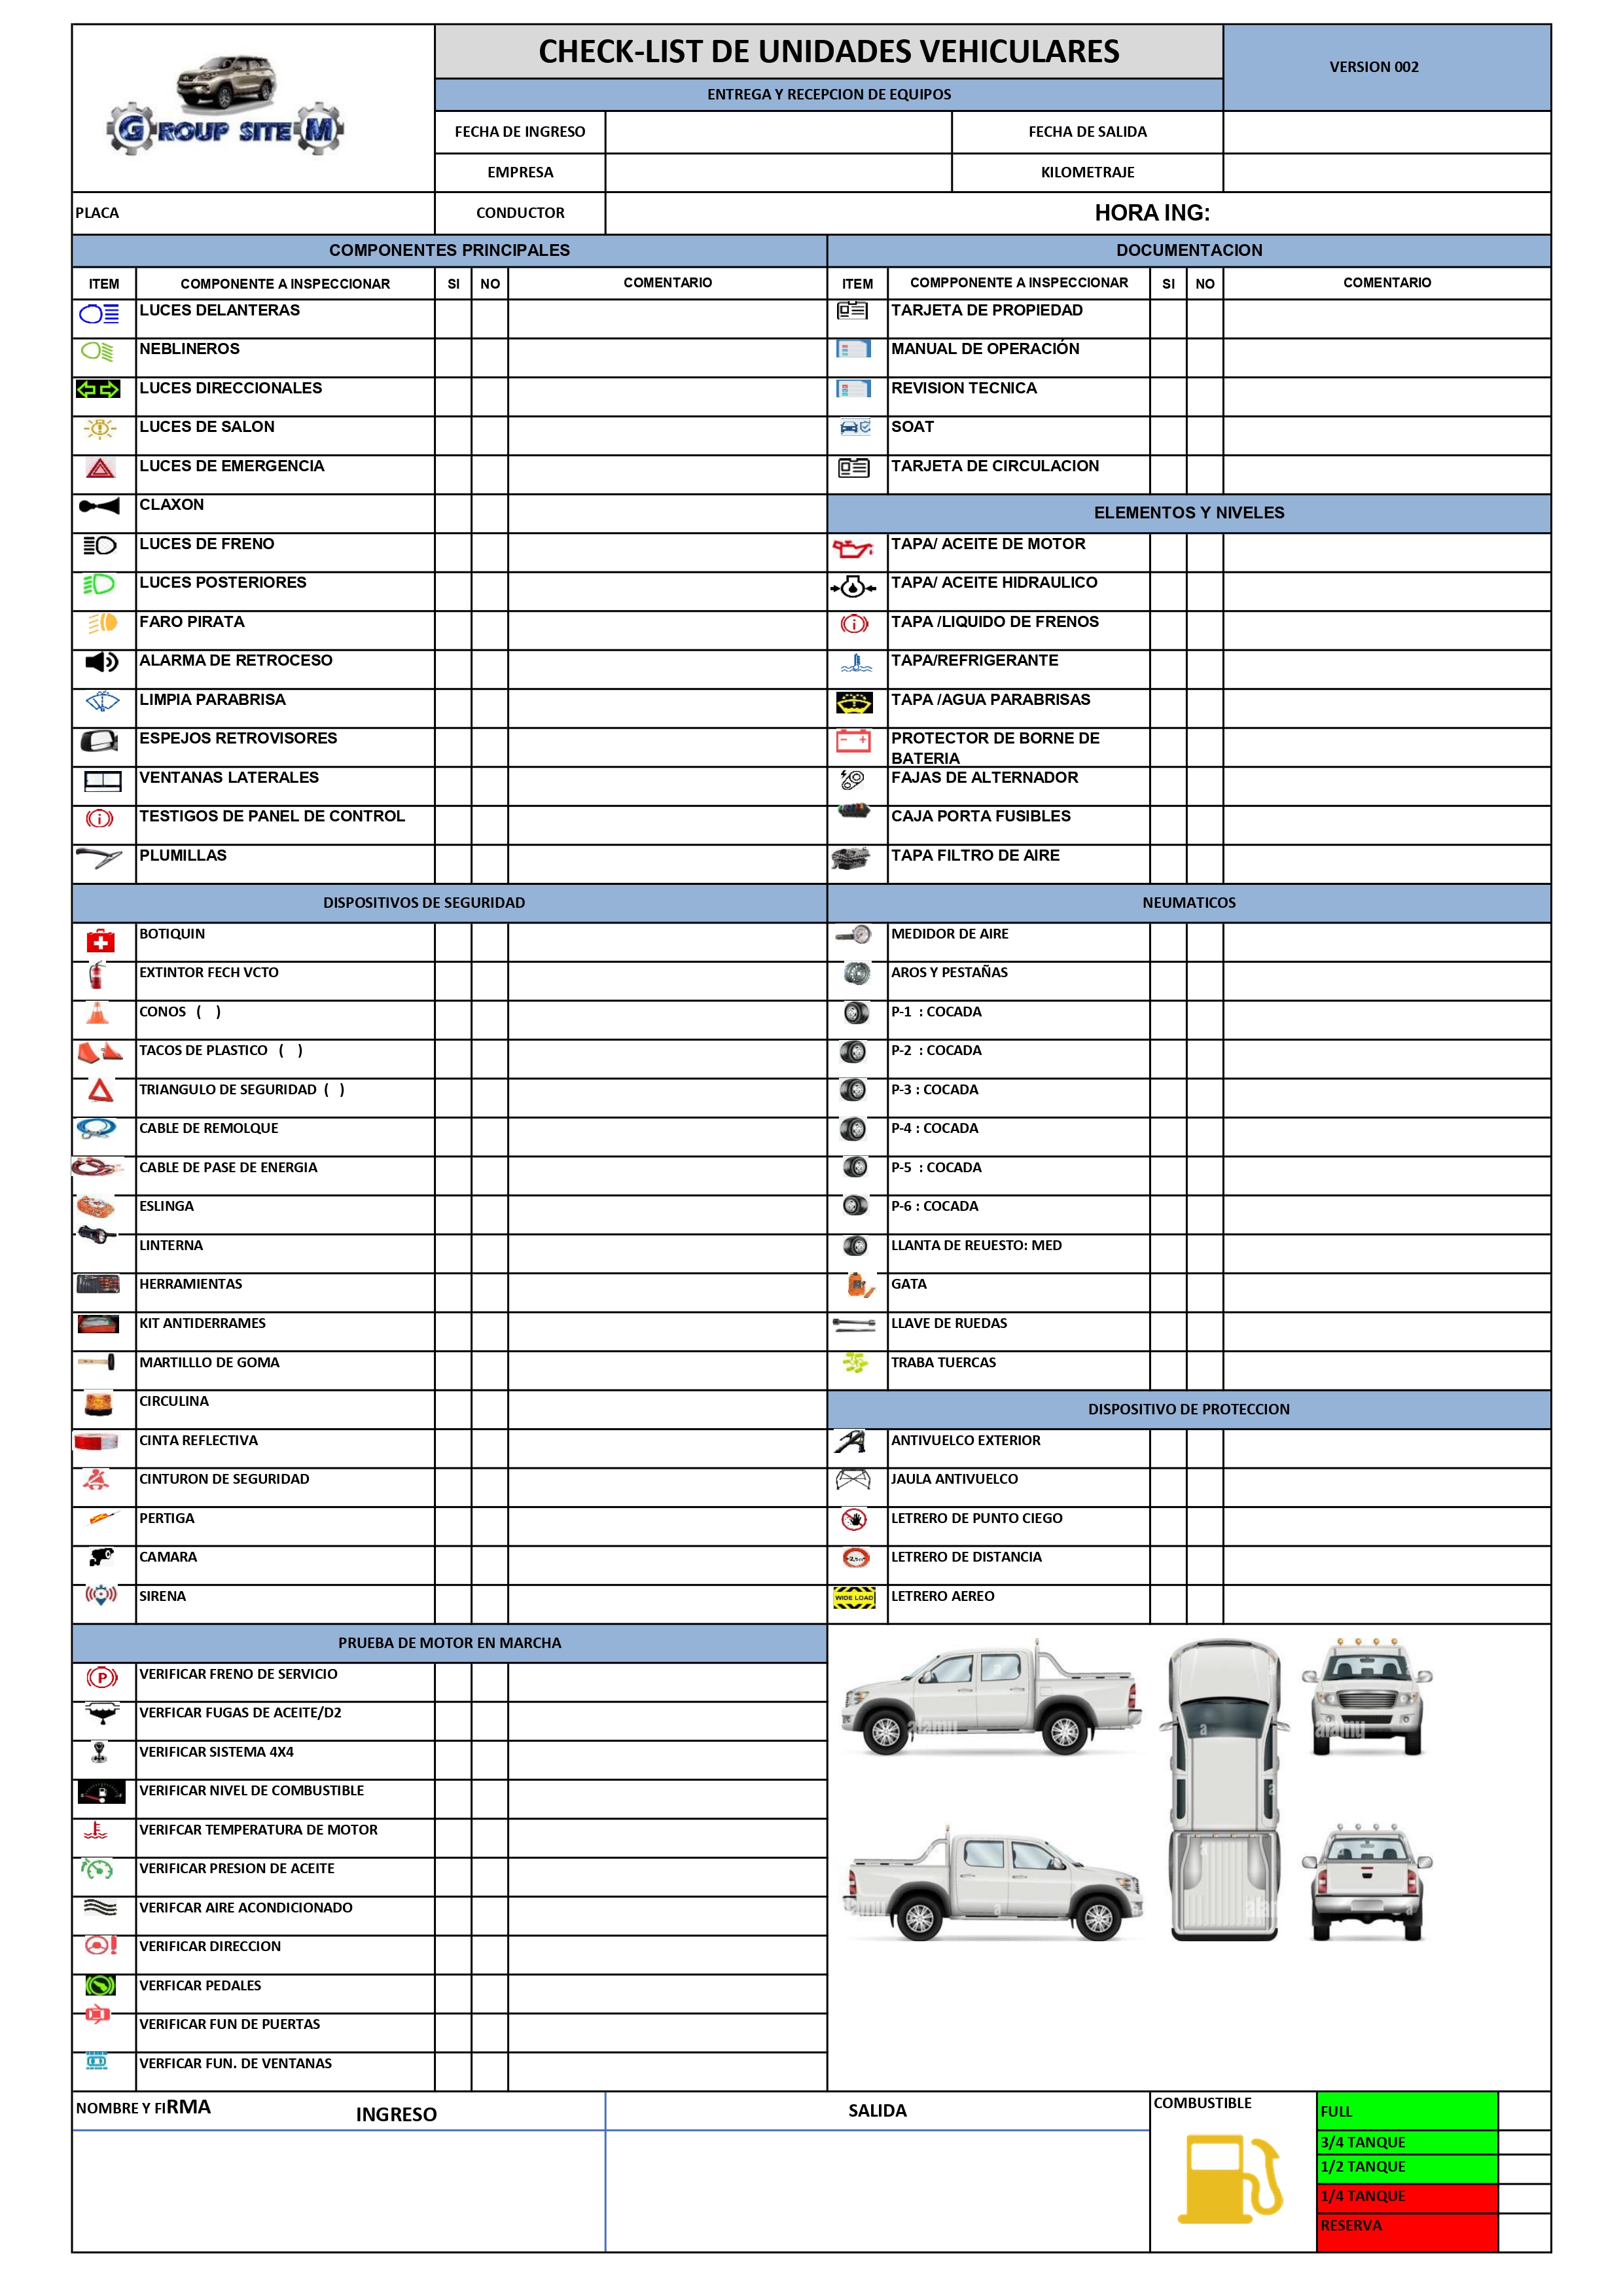 GROUP SITE M
CHECK-LIST DE UNIDADES VEHICULARES
VERSION 002
ENTREGA Y RECEPCION DE EQUIPOS
FECHA DE INGRESO
FECHA DE SALIDA
EMPRESA
KILOMETRAJE
PLACA
CONDUCTOR
HORA ING:
COMPONENTES PRINCIPALES
ITEM COMPONENTE A INSPECCIONAR SI NO COMENTARIO
LUCES DELANTERAS
NEBLINEROS
LUCES DIRECCIONALES
LUCES DE SALON
LUCES DE EMERGENCIA
CLAXON
LUCES DE FRENO
LUCES POSTERIORES
FARO PIRATA
ALARMA DE RETROCESO
LIMPIA PARABRISA
ESPEJOS RETROVISORES
VENTANAS LATERALES
TESTIGOS DE PANEL DE CONTROL
PLUMILLAS
DOCUMENTACION
ITEM COMPPONENTE A INSPECCIONAR SI NO COMENTARIO
TARJETA DE PROPIEDAD
MANUAL DE OPERACIÓN
REVISION TECNICA
SOAT
TARJETA DE CIRCULACION
ELEMENTOS Y NIVELES
TAPA/ ACEITE DE MOTOR
TAPA/ ACEITE HIDRAULICO
TAPA /LIQUIDO DE FRENOS
TAPA/REFRIGERANTE
TAPA /AGUA PARABRISAS
PROTECTOR DE BORNE DE
BATERIA
FAJAS DE ALTERNADOR
CAJA PORTA FUSIBLES
TAPA FILTRO DE AIRE
DISPOSITIVOS DE SEGURIDAD
BOTIQUIN
EXTINTOR FECH VCTO
CONOS ( )
TACOS DE PLASTICO ( )
TRIANGULO DE SEGURIDAD ( )
CABLE DE REMOLQUE
CABLE DE PASE DE ENERGIA
ESLINGA
LINTERNA
HERRAMIENTAS
KIT ANTIDERRAMES
MARTILLLO DE GOMA
CIRCULINA
CINTA REFLECTIVA
CINTURON DE SEGURIDAD
PERTIGA
CAMARA
SIRENA
NEUMATICOS
MEDIDOR DE AIRE
AROS Y PESTAÑAS
P-1 : COCADA
P-2 : COCADA
P-3 : COCADA
P-4 : COCADA
P-5 : COCADA
P-6 : COCADA
LLANTA DE REUESTO: MED
GATA
LLAVE DE RUEDAS
TRABA TUERCAS
DISPOSITIVO DE PROTECCION
ANTIVUELCO EXTERIOR
JAULA ANTIVUELCO
LETRERO DE PUNTO CIEGO
LETRERO DE DISTANCIA
WIDE LOAD
LETRERO AEREO
PRUEBA DE MOTOR EN MARCHA
VERIFICAR FRENO DE SERVICIO
VERFICAR FUGAS DE ACEITE/D2
VERIFICAR SISTEMA 4X4
VERIFICAR NIVEL DE COMBUSTIBLE
VERIFCAR TEMPERATURA DE MOTOR
VERIFICAR PRESION DE ACEITE
VERIFCAR AIRE ACONDICIONADO
VERIFICAR DIRECCION
VERFICAR PEDALES
VERIFICAR FUN DE PUERTAS
VERFICAR FUN. DE VENTANAS
alamy
a
alamy
NOMBRE Y FIRMA
INGRESO
SALIDA
COMBUSTIBLE
FULL
3/4 TANQUE
1/2 TANQUE
1/4 TANQUE
RESERVA